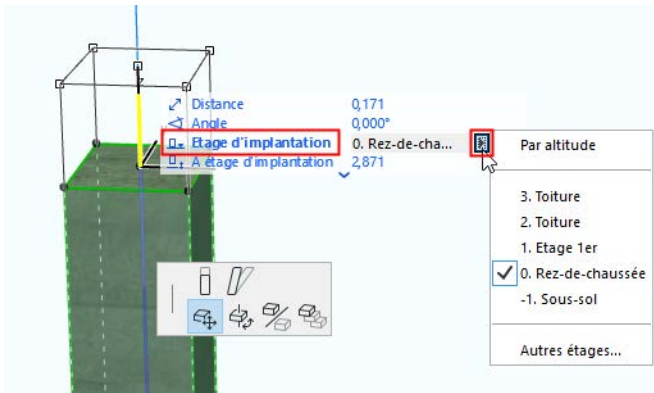 Distance 0,171
Angle 0,000°
Etage d'implantation 0. Rez-de-cha...
A étage d'implantation 2,871
Par altitude
3. Toiture
2. Toiture
1. Etage 1er
0. Rez-de-chaussée
-1. Sous-sol
Autres étages...